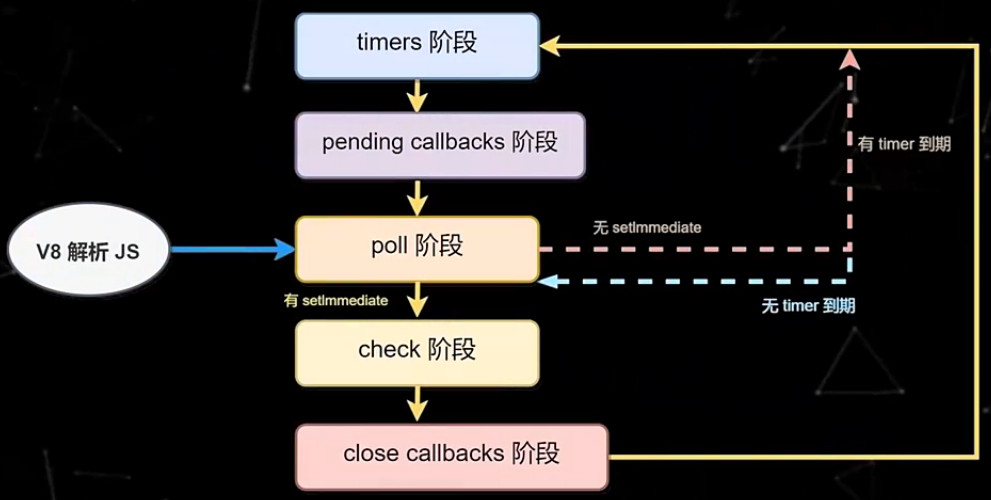 timers 阶段
pending callbacks 阶段
有 timer 到期
无 setImmediate
V8 解析 JS
poll 阶段
有 setImmediate
无 timer 到期
check 阶段
close callbacks 阶段